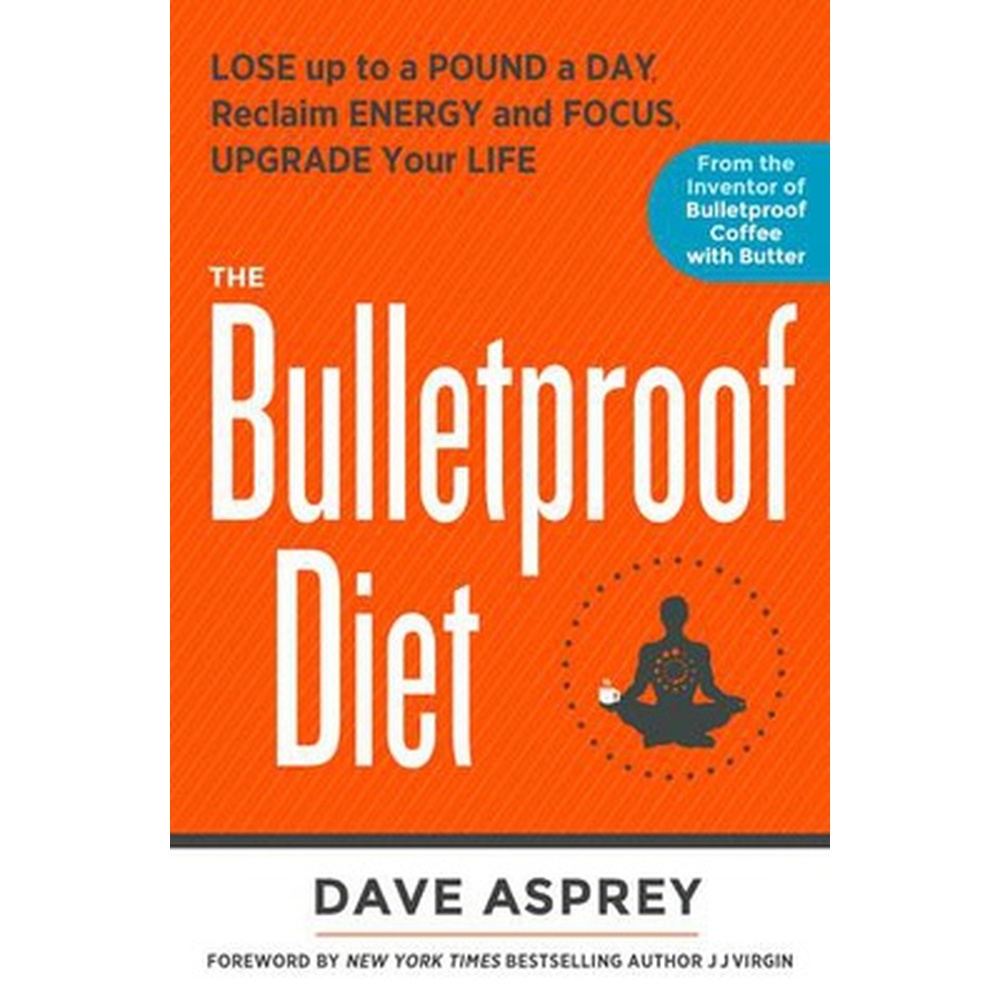 LOSE up to a POUND a DAY,
Reclaim ENERGY and FOCUS,
UPGRADE Your LIFE
From the
Inventor of
Bulletproof
Coffee
with Butter
THE
Bulletproof
Diet
DAVE ASPREY
FOREWORD BY NEW YORK TIMES BESTSELLING AUTHOR J J VIRGIN